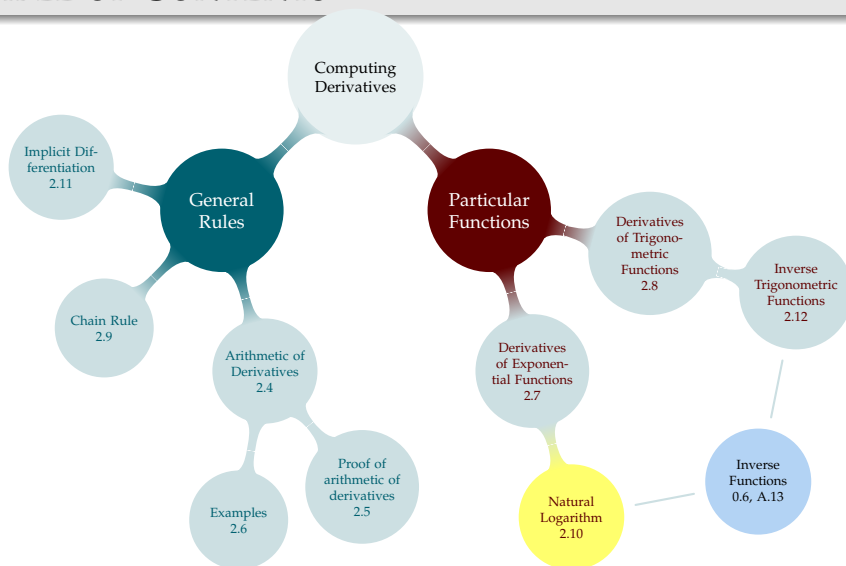 Computing
Derivatives
Implicit Dif-
ferentiation
2.11
General
Rules
Particular
Functions
Derivatives
of Trigono-
metric
Functions
2.8
Inverse
Trigonometric
Functions
2.12
Chain Rule
2.9
Arithmetic of
Derivatives
2.4
Derivatives
of Exponen-
tial Functions
2.7
Proof of
arithmetic of
derivatives
2.5
Examples
2.6
Natural
Logarithm
2.10
Inverse
Functions
0.6, A.13